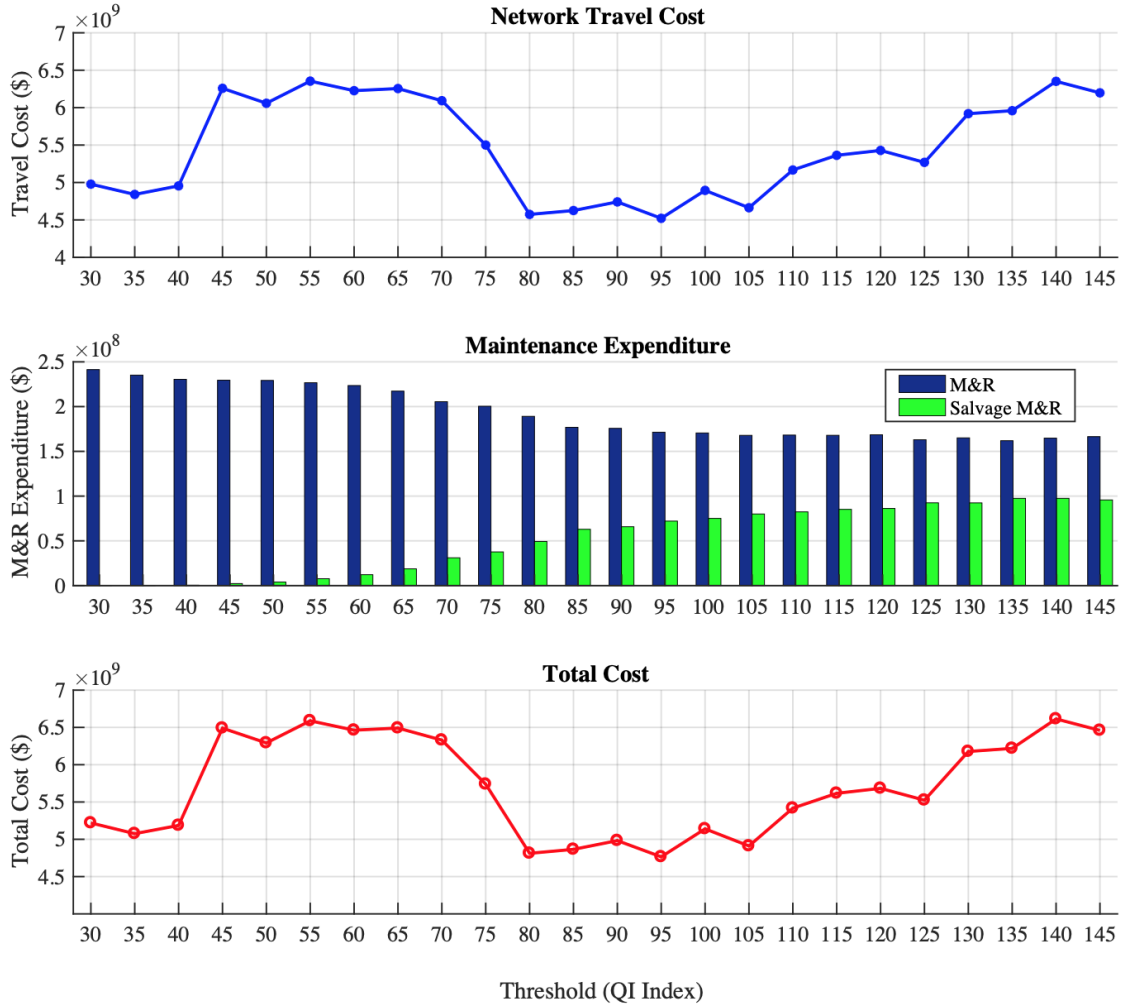 Network Travel Cost
×10^9
Travel Cost ($)
7
6.5
6
5.5
5
4.5
4
30 35 40 45 50 55 60 65 70 75 80 85 90 95 100 105 110 115 120 125 130 135 140 145
Maintenance Expenditure
×10^8
M&R Expenditure ($)
2.5
2
1.5
1
0.5
0
M&R
Salvage M&R
30 35 40 45 50 55 60 65 70 75 80 85 90 95 100 105 110 115 120 125 130 135 140 145
Total Cost
×10^9
Total Cost ($)
7
6.5
6
5.5
5
4.5
30 35 40 45 50 55 60 65 70 75 80 85 90 95 100 105 110 115 120 125 130 135 140 145
Threshold (QI Index)